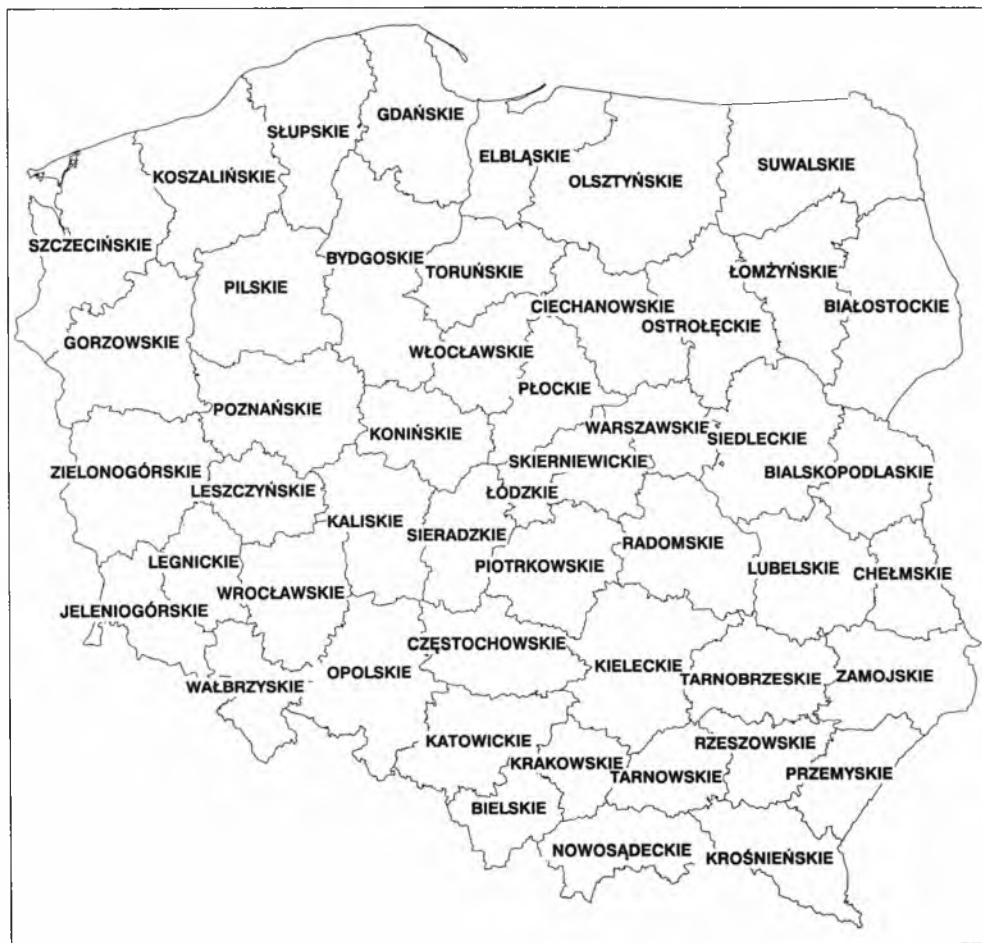 GDAŃSKIE
SŁUPSKIE
ELBLĄSKIE
SUWALSKIE
KOSZALIŃSKIE
OLSZTYŃSKIE
SZCZECIŃSKIE
BYDGOSKIE
TORUŃSKIE
ŁOMŻYŃSKIE
PILSKIE
CIECHANOWSKIE
BIAŁOSTOCKIE
OSTROŁĘCKIE
GORZOWSKIE
WŁOCŁAWSKIE
PŁOCKIE
POZNAŃSKIE
WARSZAWSKIE
KONIŃSKIE
SIEDLECKIE
SKIERNIEWICKIE
ZIELONOGÓRSKIE
BIALSKOPODLASKIE
LESZCZYŃSKIE
ŁÓDZKIE
KALISKIE
SIERADZKIE
RADOMSKIE
LEGNICKIE
PIOTRKOWSKIE
LUBELSKIE
CHEŁMSKIE
WROCŁAWSKIE
JELENIOGÓRSKIE
CZĘSTOCHOWSKIE
KIELECKIE
OPOLSKIE
TARNOBRZESKIE
ZAMOJSKIE
WAŁBRZYSKIE
KATOWICKIE
RZESZOWSKIE
KRAKOWSKIE
TARNOWSKIE
PRZEMYSKIE
BIELSKIE
NOWOSĄDECKIE
KROŚNIEŃSKIE